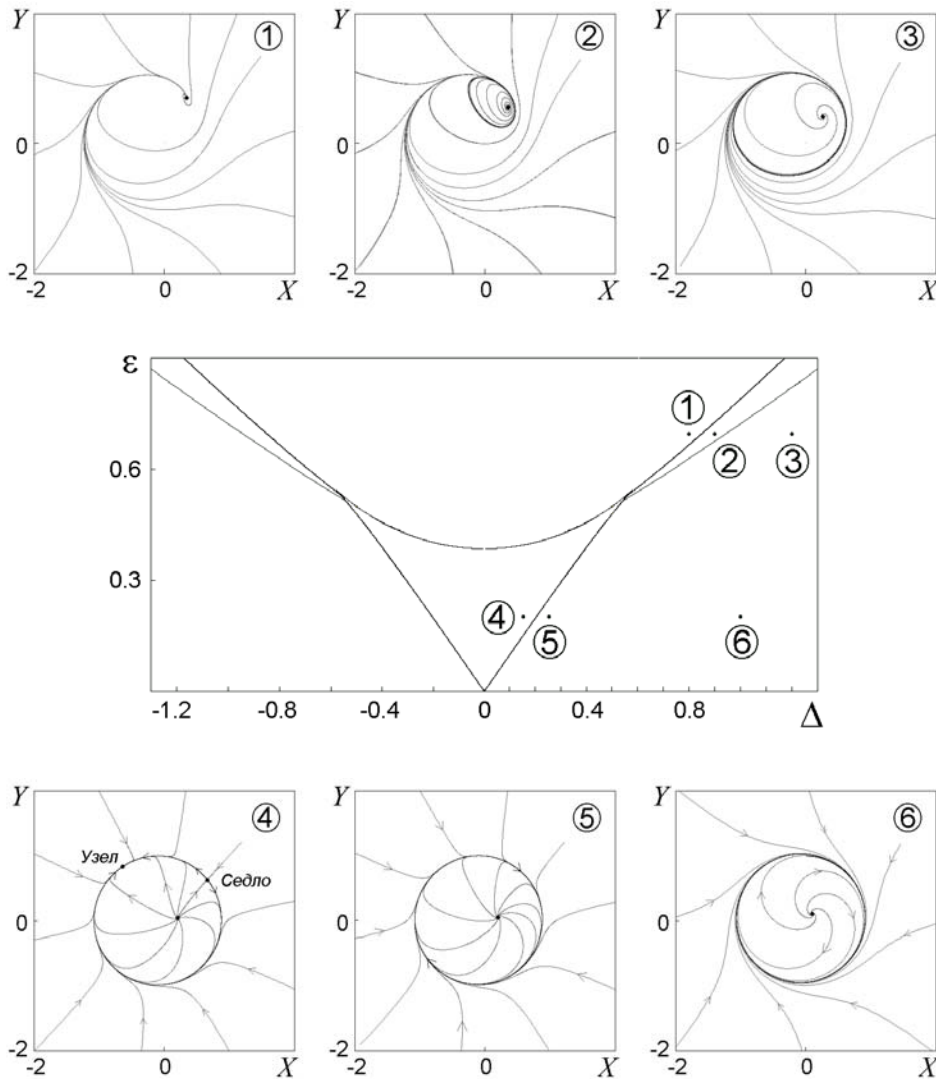 Y ① Y ② Y ③
0 0 0
-2 -2 -2
-2 0 X -2 0 X -2 0 X
ε
① 
0.6 ② ③
0.3
④ ⑤ ⑥
-1.2 -0.8 -0.4 0 0.4 0.8 Δ
Y ④ Y ⑤ Y ⑥
Узел
Седло
0 0 0
-2 -2 -2
-2 0 X -2 0 X -2 0 X